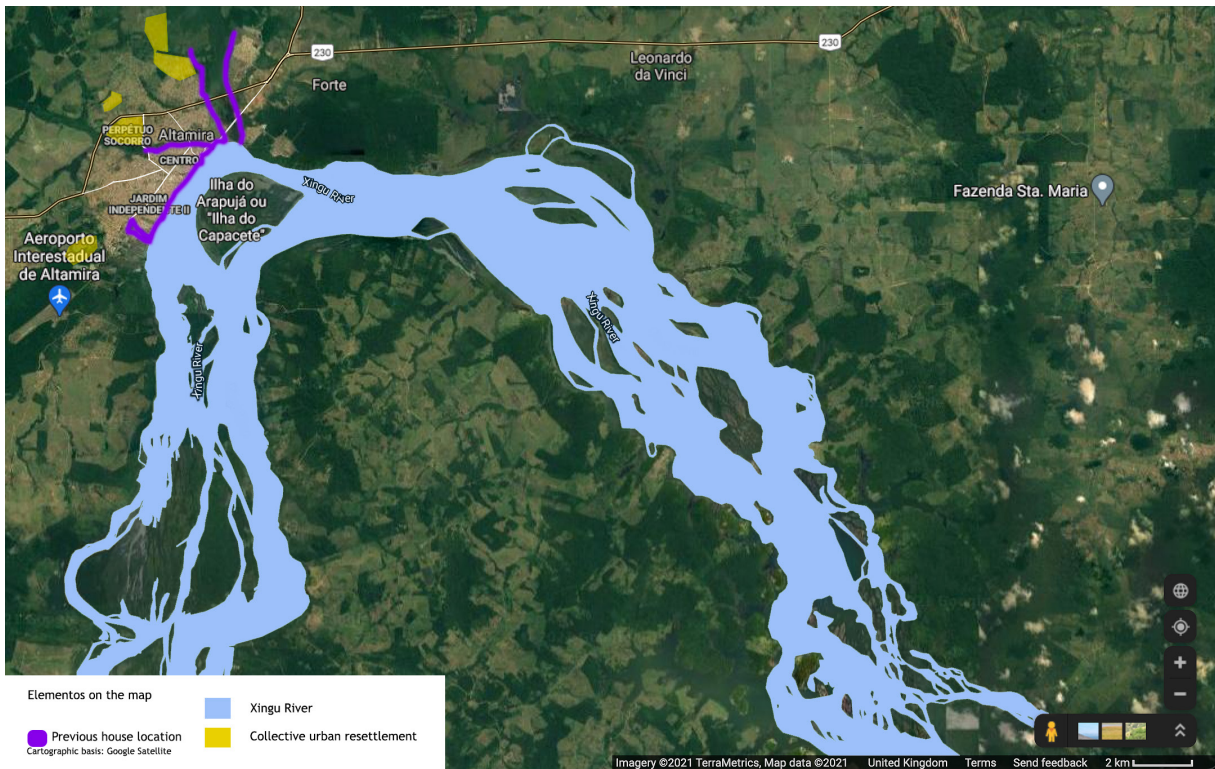 230
230
Leonardo
da Vinci
Forte
PERPÉTUO
SOCORRO
Altamira
CENTRO
Xingu River
Ilha do
Arapujá ou
"Ilha do
Capacete"
Fazenda Sta. Maria
JARDIM
INDEPENDENTE II
Aeroporto
Interestadual
de Altamira
Xingu River
Xingu River
Elementos on the map
Xingu River
Previous house location
Collective urban resettlement
Cartographic basis: Google Satellite
Imagery ©2021 TerraMetrics, Map data ©2021 United Kingdom Terms Send feedback 2 km